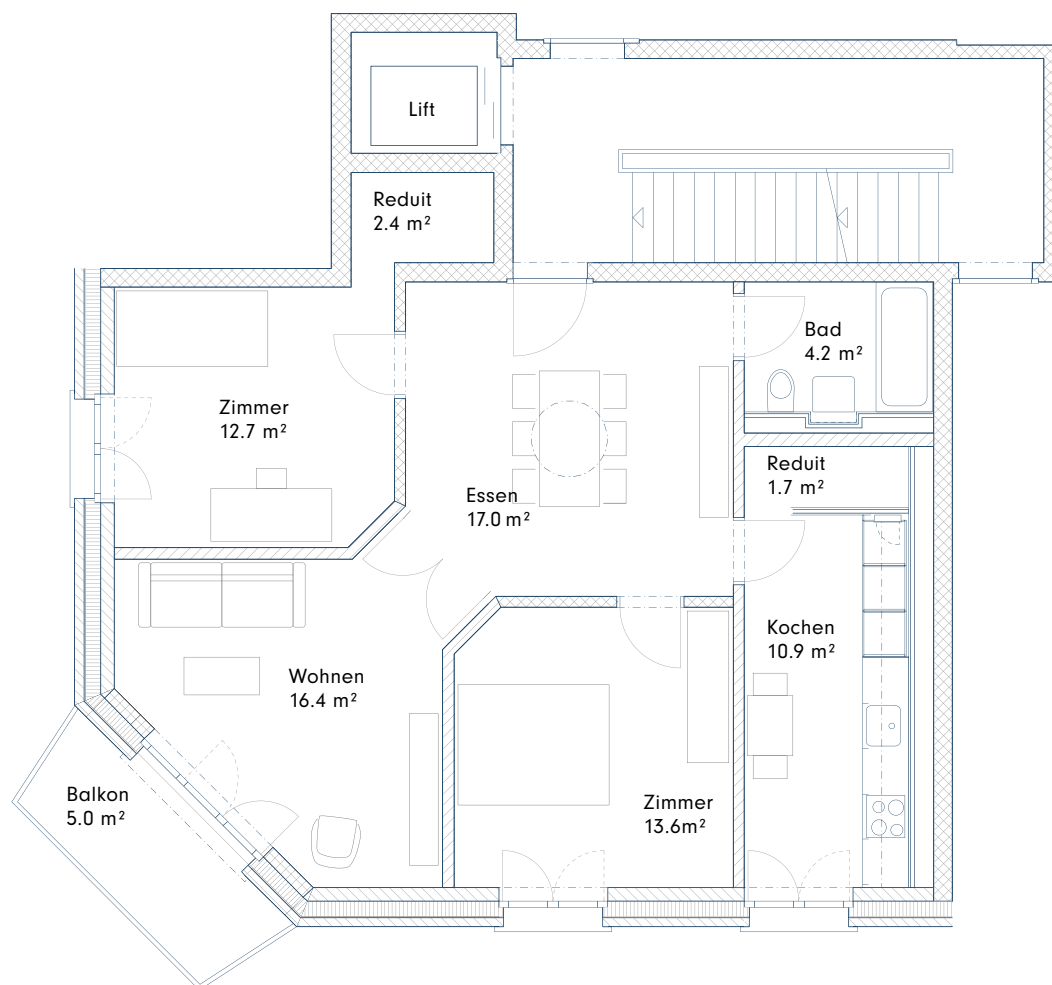 Lift
Reduit
2.4 m²
Bad
4.2 m²
Zimmer
12.7 m²
Reduit
1.7 m²
Essen
17.0 m²
Kochen
10.9 m²
Wohnen
16.4 m²
Balkon
5.0 m²
Zimmer
13.6m²